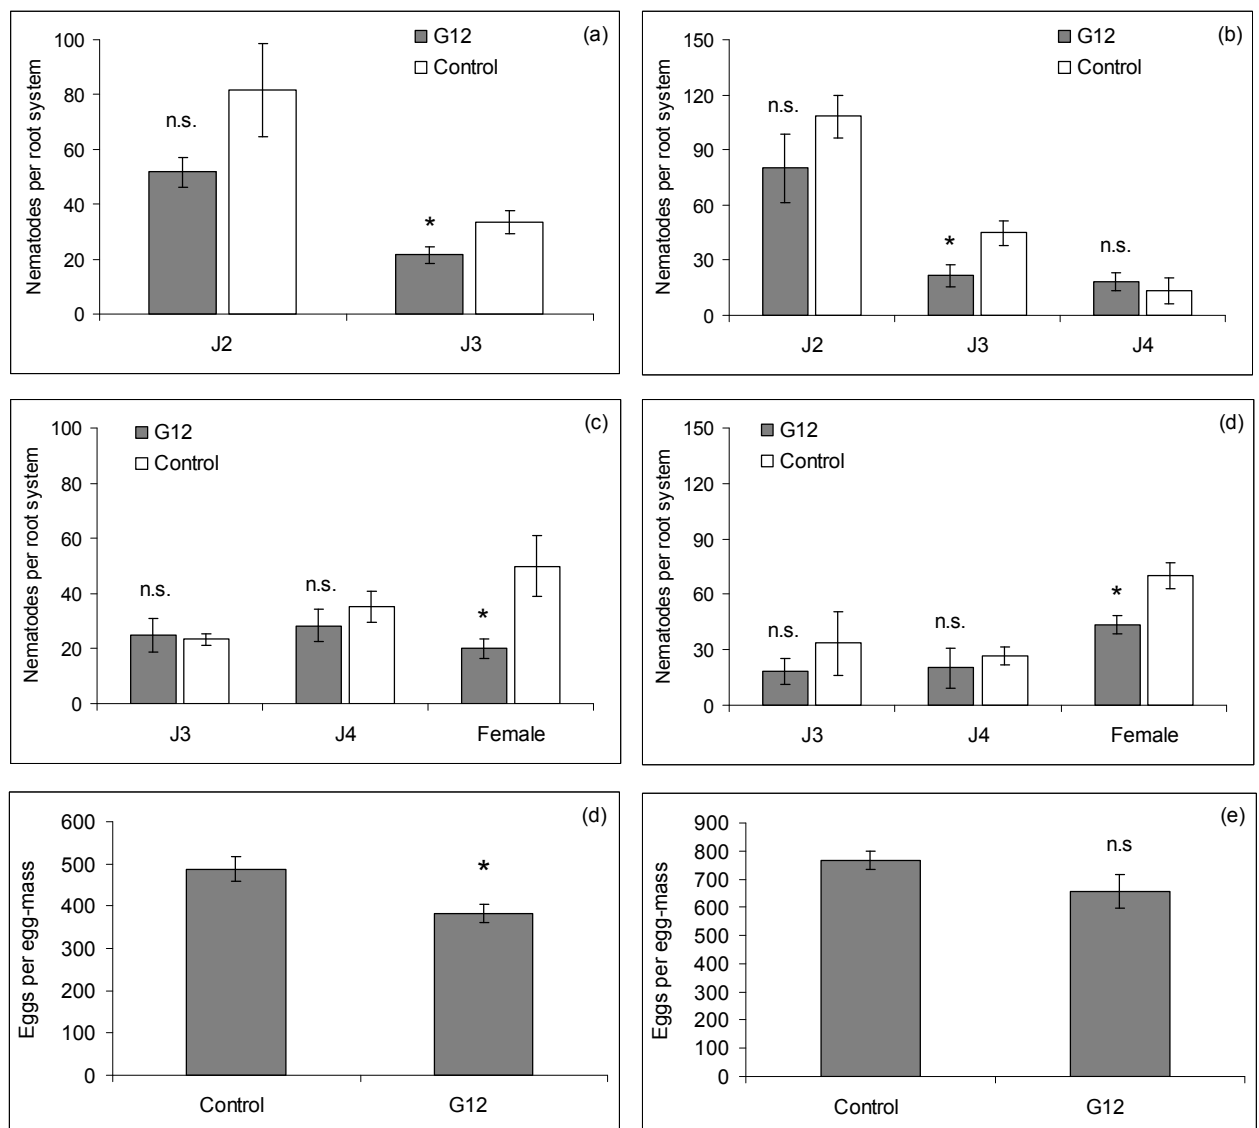 (a)
G12
Control
Nematodes per root system
100
80
60
40
20
0
n.s.
*
J2
J3
(b)
G12
Control
Nematodes per root system
150
120
90
60
30
0
n.s.
*
n.s.
J2
J3
J4
(c)
G12
Control
Nematodes per root system
100
80
60
40
20
0
n.s.
n.s.
*
J3
J4
Female
(d)
G12
Control
Nematodes per root system
150
120
90
60
30
0
n.s.
n.s.
*
J3
J4
Female
(d)
Eggs per egg-mass
600
500
400
300
200
100
0
*
Control
G12
(e)
Eggs per egg-mass
900
800
700
600
500
400
300
200
100
0
n.s
Control
G12